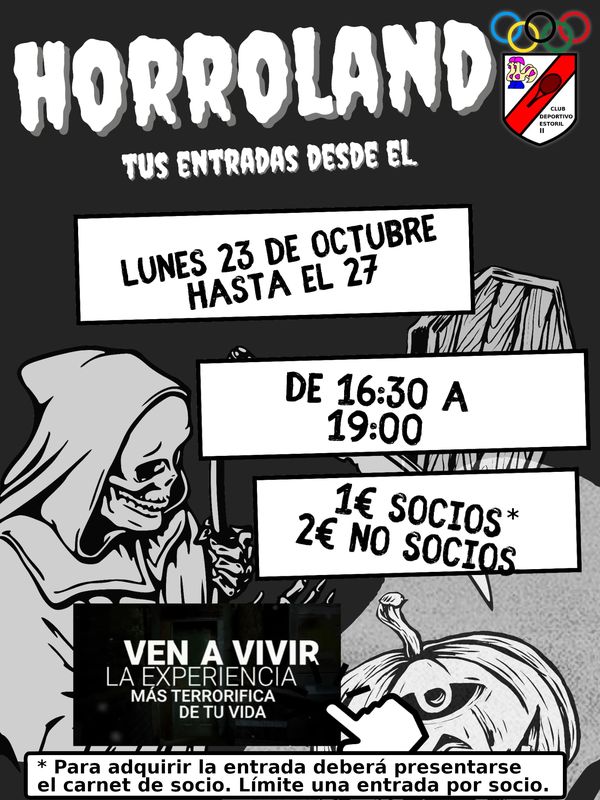 HORROLAND
CLUB
DEPORTIVO
ESTORIL
II
TUS ENTRADAS DESDE EL
LUNES 23 DE OCTUBRE
HASTA EL 27
DE 16:30 A
19:00
1€ SOCIOS*
2€ NO SOCIOS
VEN A VIVIR
LA EXPERIENCIA
MÁS TERRORIFICA
DE TU VIDA
* Para adquirir la entrada deberá presentarse
el carnet de socio. Límite una entrada por socio.